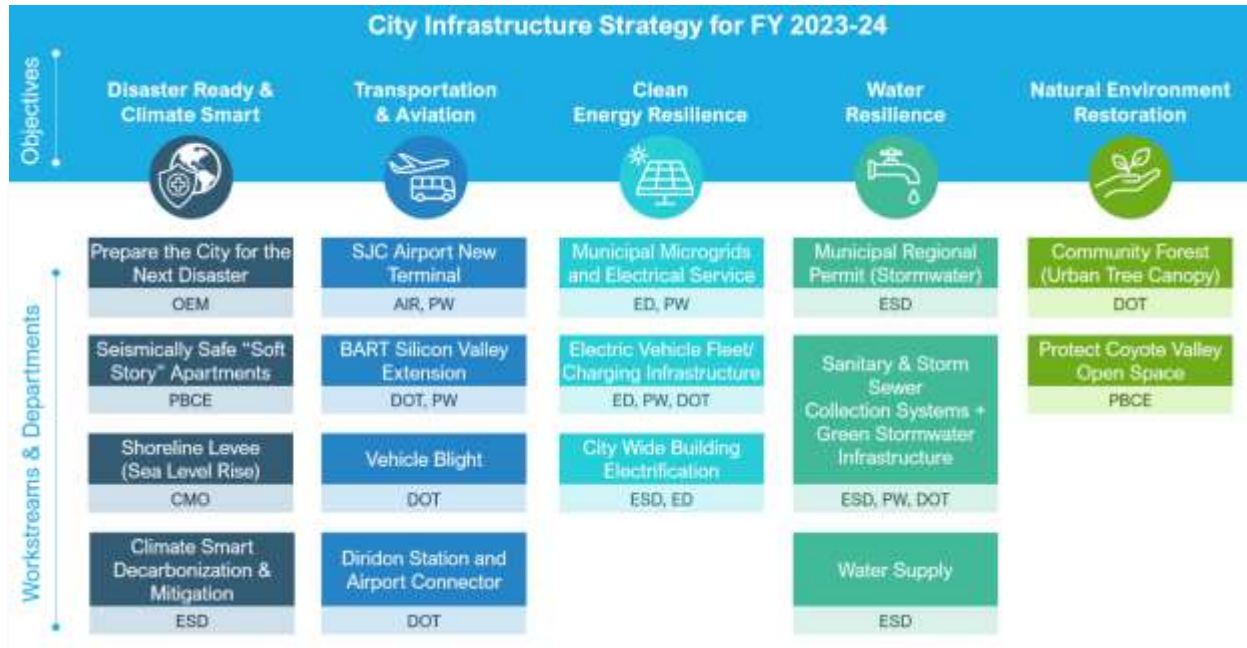 City Infrastructure Strategy for FY 2023-24
Objectives
Disaster Ready &
Climate Smart
Transportation
& Aviation
Clean
Energy Resilience
Water
Resilience
Natural Environment
Restoration
Workstreams & Departments
Prepare the City for the
Next Disaster
OEM
Seismically Safe “Soft
Story” Apartments
PBCE
Shoreline Levee
(Sea Level Rise)
CMO
Climate Smart
Decarbonization &
Mitigation
ESD
SJC Airport New
Terminal
AIR, PW
BART Silicon Valley
Extension
DOT, PW
Vehicle Blight
DOT
Diridon Station and
Airport Connector
DOT
Municipal Microgrids
and Electrical Service
ED, PW
Electric Vehicle Fleet/
Charging Infrastructure
ED, PW, DOT
City Wide Building
Electrification
ESD, ED
Municipal Regional
Permit (Stormwater)
ESD
Sanitary & Storm
Sewer
Collection Systems +
Green Stormwater
Infrastructure
ESD, PW, DOT
Water Supply
ESD
Community Forest
(Urban Tree Canopy)
DOT
Protect Coyote Valley
Open Space
PBCE